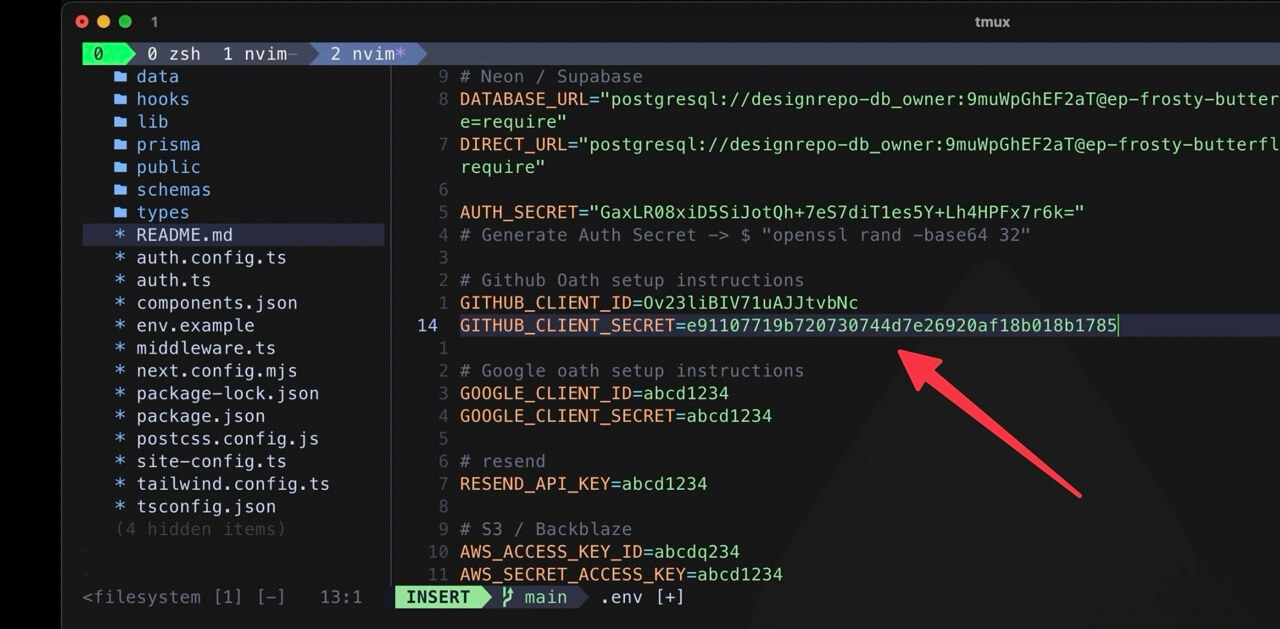 1
tmux
0 0 zsh 1 nvim- 2 nvim*
data
hooks
lib
prisma
public
schemas
types
* README.md
* auth.config.ts
* auth.ts
* components.json
* env.example
* middleware.ts
* next.config.mjs
* package-lock.json
* package.json
* postcss.config.js
* site-config.ts
* tailwind.config.ts
* tsconfig.json
(4 hidden items)
9 # Neon / Supabase
8 DATABASE_URL="postgresql://designrepo-db_owner:9muWpGhEF2aT@ep-frosty-butter
e=require"
7 DIRECT_URL="postgresql://designrepo-db_owner:9muWpGhEF2aT@ep-frosty-butterfl
require"
6
5 AUTH_SECRET="GaxLR08xiD5SiJotQh+7eS7diT1es5Y+Lh4HPFx7r6k="
4 # Generate Auth Secret -> $ "openssl rand -base64 32"
3
2 # Github Oath setup instructions
1 GITHUB_CLIENT_ID=Ov23liBIV71uAJJtvbNc
14 GITHUB_CLIENT_SECRET=e91107719b720730744d7e26920af18b018b1785
1
2 # Google oath setup instructions
3 GOOGLE_CLIENT_ID=abcd1234
4 GOOGLE_CLIENT_SECRET=abcd1234
5
6 # resend
7 RESEND_API_KEY=abcd1234
8
9 # S3 / Backblaze
10 AWS_ACCESS_KEY_ID=abcdq234
11 AWS_SECRET_ACCESS_KEY=abcd1234
<filesystem [1] [-] 13:1 INSERT main .env [+]